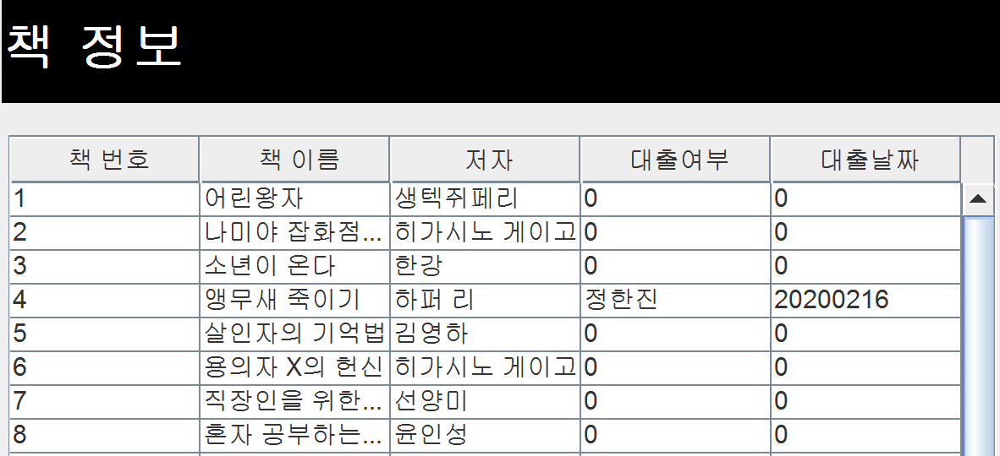 책 정보
책 번호 책 이름 저자 대출여부 대출날짜
1 어린왕자 생텍쥐페리 0 0
2 나미야 잡화점... 히가시노 게이고 0 0
3 소년이 온다 한강 0 0
4 앵무새 죽이기 하퍼 리 정한진 20200216
5 살인자의 기억법 김영하 0 0
6 용의자 X의 헌신 히가시노 게이고 0 0
7 직장인을 위한... 선양미 0 0
8 혼자 공부하는... 윤인성 0 0